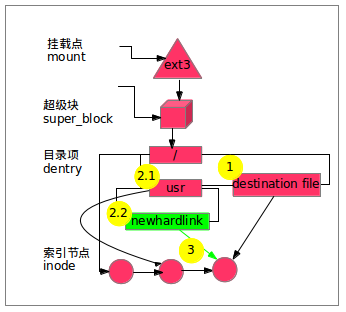 挂载点
mount
ext3
超级块
super_block
目录项
dentry
/
1
2.1
usr
destination file
2.2
newhardlink
3
索引节点
inode